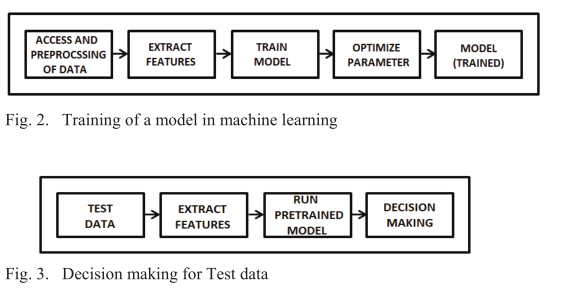 ACCESS AND
PREPROCSSING
OF DATA
EXTRACT
FEATURES
TRAIN
MODEL
OPTIMIZE
PARAMETER
MODEL
(TRAINED)
Fig. 2. Training of a model in machine learning
TEST
DATA
EXTRACT
FEATURES
RUN
PRETRAINED
MODEL
DECISION
MAKING
Fig. 3. Decision making for Test data